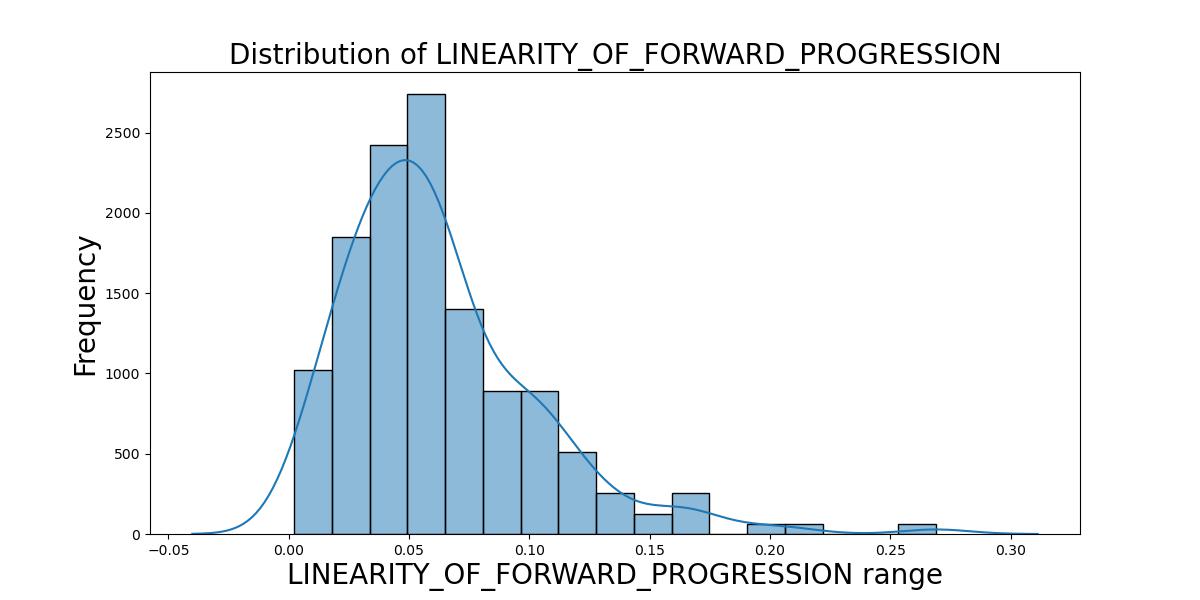 Distribution of LINEARITY_OF_FORWARD_PROGRESSION
Frequency
2500
2000
1500
1000
500
0
−0.05 0.00 0.05 0.10 0.15 0.20 0.25 0.30
LINEARITY_OF_FORWARD_PROGRESSION range